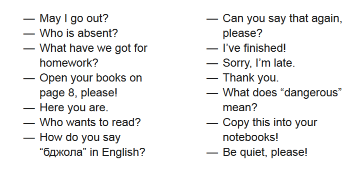 — May I go out?
— Who is absent?
— What have we got for
homework?
— Open your books on
page 8, please!
— Here you are.
— Who wants to read?
— How do you say
“бджола” in English?
— Can you say that again,
please?
— I’ve finished!
— Sorry, I’m late.
— Thank you.
— What does “dangerous”
mean?
— Copy this into your
notebooks!
— Be quiet, please!